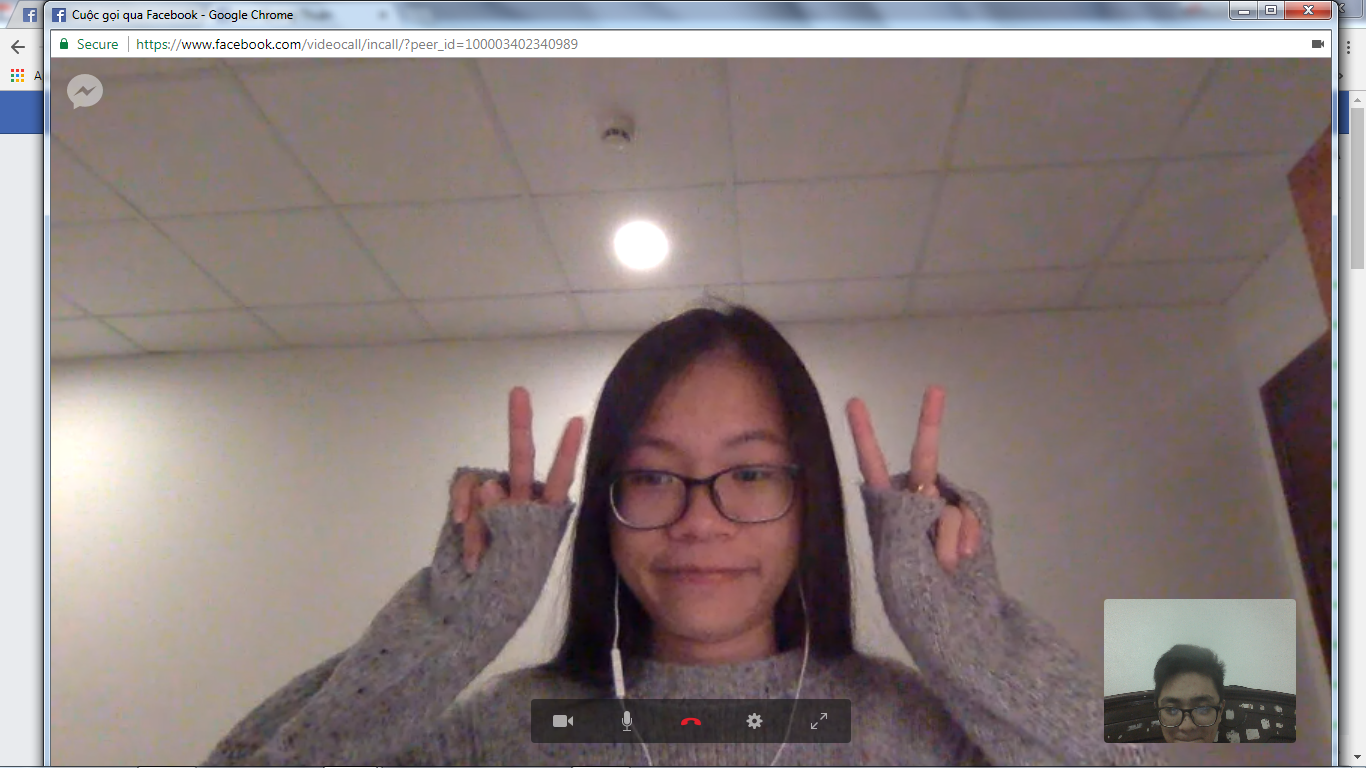 Cuộc gọi qua Facebook - Google Chrome
Secure
https://www.facebook.com/videocall/incall/?peer_id=100003402340989
A